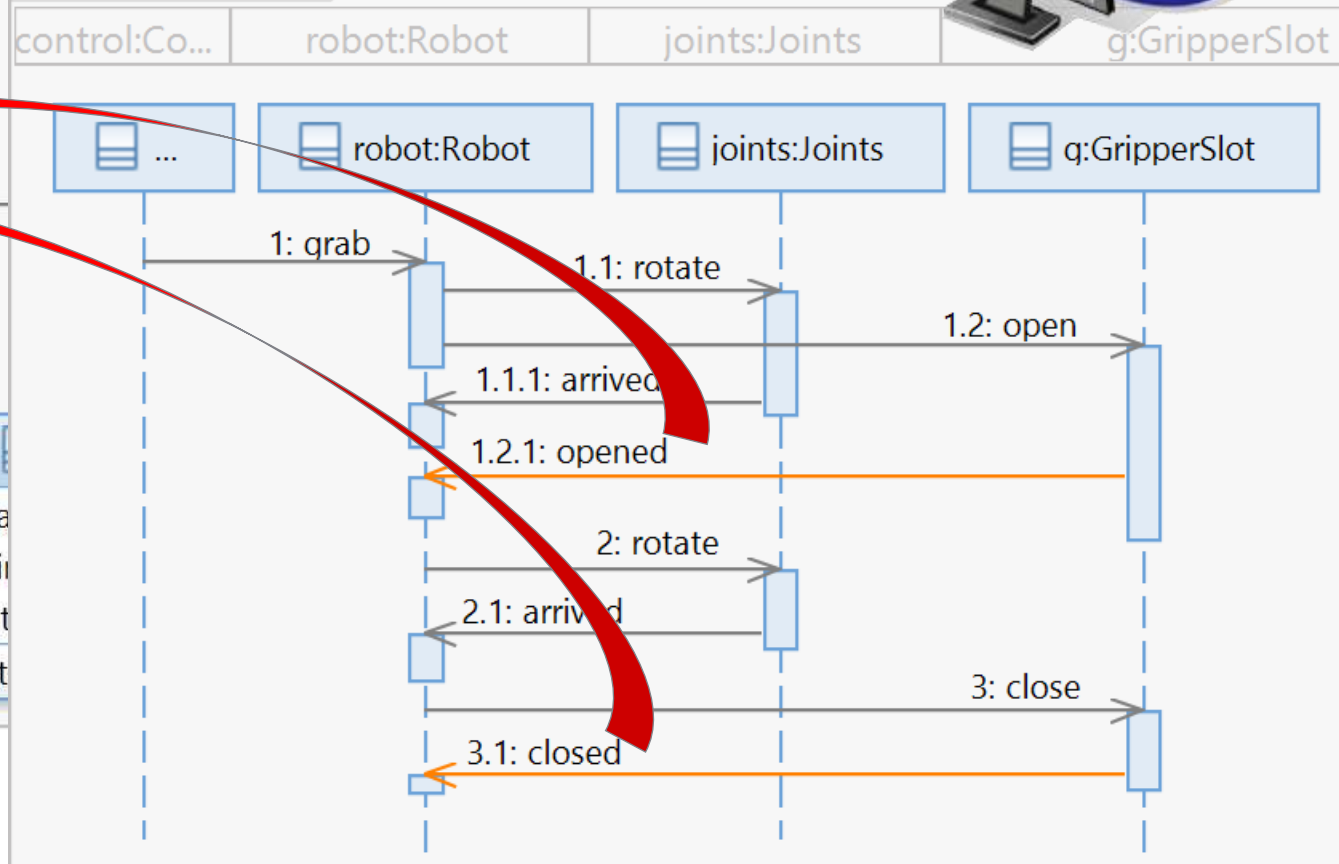 control:Co...
robot:Robot
joints:Joints
g:GripperSlot
...
robot:Robot
joints:Joints
g:GripperSlot
1: grab
1.1: rotate
1.2: open
1.1.1: arrived
1.2.1: opened
2: rotate
2.1: arrived
3: close
3.1: closed